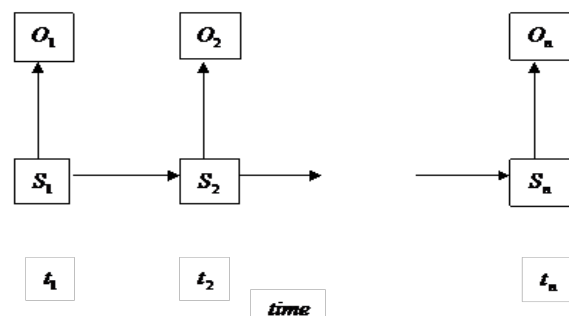 O₁ O₂ Oₙ
S₁ S₂ Sₙ
t₁ t₂ tₙ
time